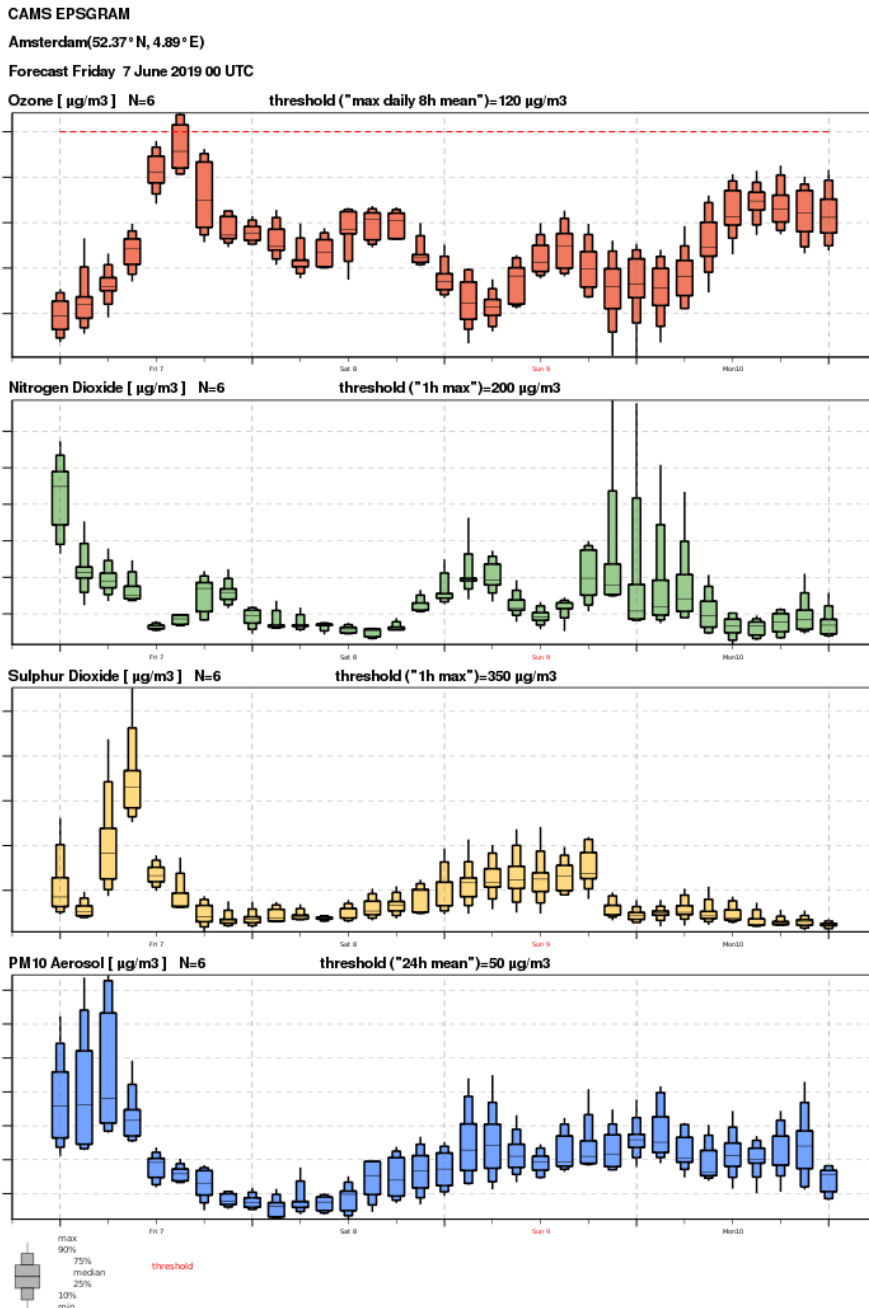 CAMS EPSGRAM
Amsterdam(52.37°N, 4.89°E)
Forecast Friday 7 June 2019 00 UTC
Ozone [ µg/m3 ] N=6 threshold ("max daily 8h mean")=120 µg/m3
Fri 7 Sat 8 Sun 9 Mon10
Nitrogen Dioxide [ µg/m3 ] N=6 threshold ("1h max")=200 µg/m3
Fri 7 Sat 8 Sun 9 Mon10
Sulphur Dioxide [ µg/m3 ] N=6 threshold ("1h max")=350 µg/m3
Fri 7 Sat 8 Sun 9 Mon10
PM10 Aerosol [ µg/m3 ] N=6 threshold ("24h mean")=50 µg/m3
Fri 7 Sat 8 Sun 9 Mon10
max
90%
75%
threshold
median
25%
10%
min